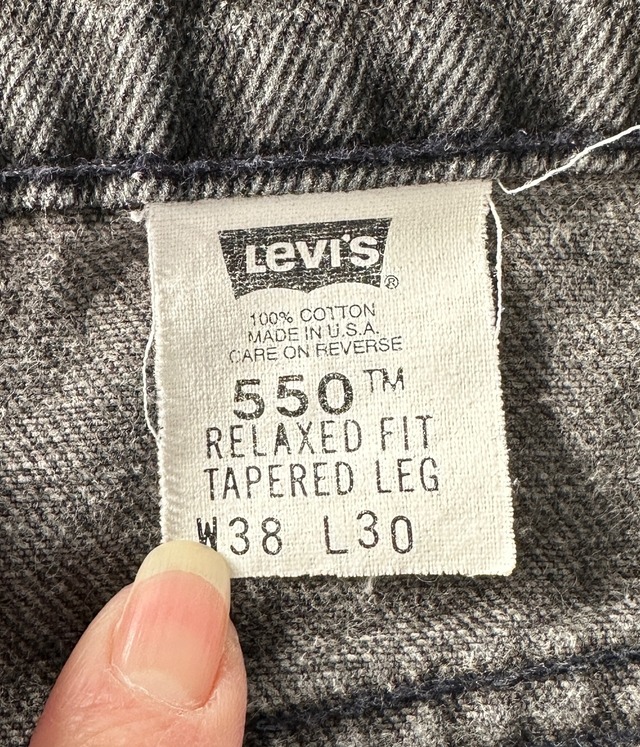 Levi's®
100% COTTON
MADE IN U.S.A.
CARE ON REVERSE
550™
RELAXED FIT
TAPERED LEG
W38 L30